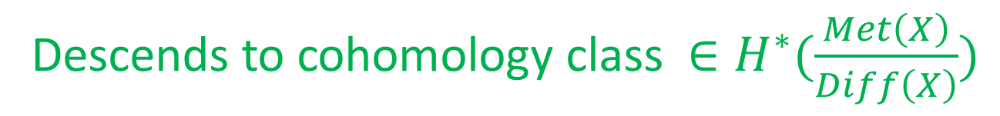 Descends to cohomology class ∈ 𝐻*(𝑀𝑒𝑡(𝑋)/𝐷𝑖𝑓𝑓(𝑋))